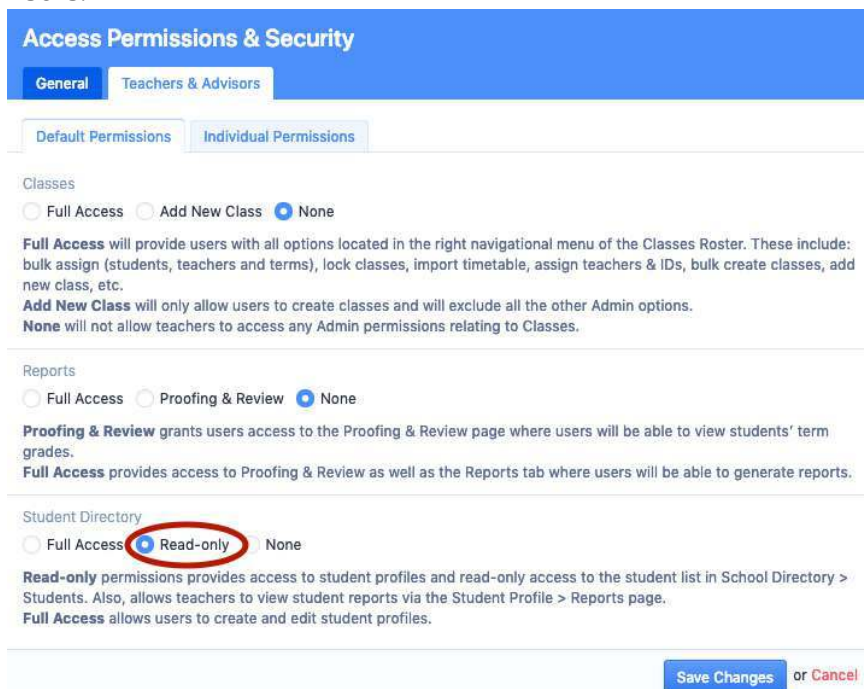 Access Permissions & Security
General Teachers & Advisors
Default Permissions Individual Permissions
Classes
Full Access Add New Class None
Full Access will provide users with all options located in the right navigational menu of the Classes Roster. These include:
bulk assign (students, teachers and terms), lock classes, import timetable, assign teachers & IDs, bulk create classes, add
new class, etc.
Add New Class will only allow users to create classes and will exclude all the other Admin options.
None will not allow teachers to access any Admin permissions relating to Classes.
Reports
Full Access Proofing & Review None
Proofing & Review grants users access to the Proofing & Review page where users will be able to view students' term
grades.
Full Access provides access to Proofing & Review as well as the Reports tab where users will be able to generate reports.
Student Directory
Full Access Read-only None
Read-only permissions provides access to student profiles and read-only access to the student list in School Directory >
Students. Also, allows teachers to view student reports via the Student Profile > Reports page.
Full Access allows users to create and edit student profiles.
Save Changes or Cancel